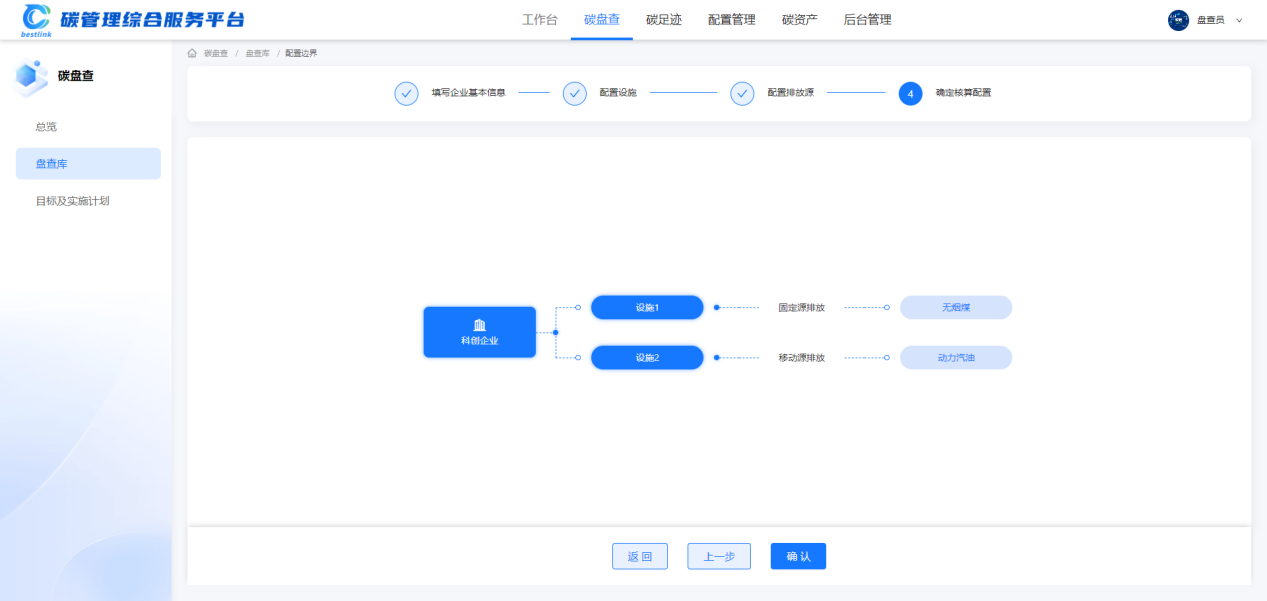 碳管理综合服务平台
bestlink
工作台 碳盘查 碳足迹 配置管理 碳资产 后台管理
盘查员
碳盘查 / 盘查库 / 配置边界
碳盘查
填写企业基本信息 配置设施 配置排放源 4 确定核算配置
总览
盘查库
目标及实施计划
设施1 固定源排放 无烟煤
科创企业
设施2 移动源排放 动力汽油
返回 上一步 确认